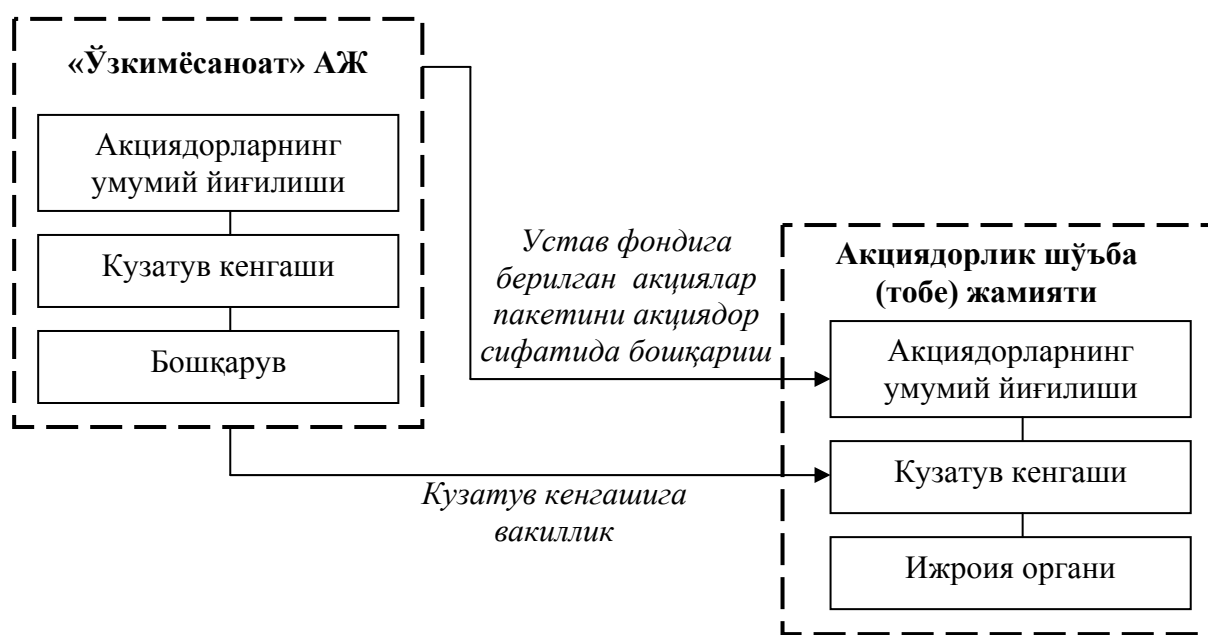 «Ўзкимёсаноат» АЖ
Акциядорларнинг
умумий йиғилиши
Кузатув кенгаши
Бошқарув
Устав фондига
берилган акциялар
пакетини акциядор
сифатида бошқариш
Кузатув кенгашига
вакиллик
Акциядорлик шўъба
(тобе) жамияти
Акциядорларнинг
умумий йиғилиши
Кузатув кенгаши
Ижроия органи